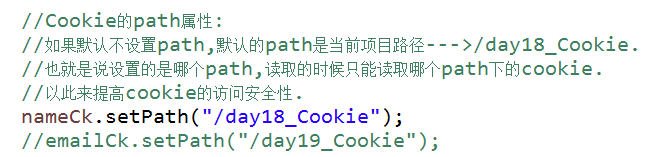 //Cookie的path属性:
//如果默认不设置path,默认的path是当前项目路径--->/day18_Cookie.
//也就是说设置的是哪个path,读取的时候只能读取哪个path下的cookie.
//以此来提高cookie的访问安全性.
nameCk.setPath("/day18_Cookie");
//emailCk.setPath("/day19_Cookie");